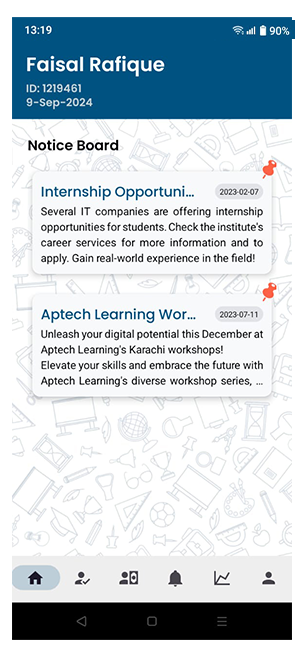 13:19
90%
Faisal Rafique
ID: 1219461
9-Sep-2024
Notice Board
Internship Opportuni...
2023-02-07
Several IT companies are offering internship
opportunities for students. Check the institute's
career services for more information and to
apply. Gain real-world experience in the field!
Aptech Learning Wor...
2023-07-11
Unleash your digital potential this December at
Aptech Learning's Karachi workshops!
Elevate your skills and embrace the future with
Aptech Learning's diverse workshop series, ...